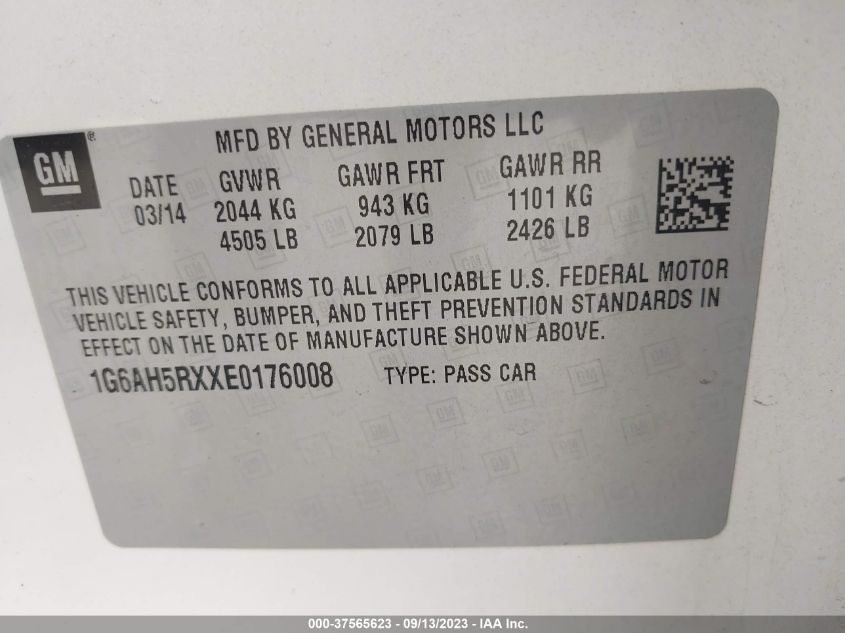 MFD BY GENERAL MOTORS LLC
GM®
DATE GVWR GAWR FRT GAWR RR
03/14 2044 KG 943 KG 1101 KG
4505 LB 2079 LB 2426 LB
THIS VEHICLE CONFORMS TO ALL APPLICABLE U.S. FEDERAL MOTOR
VEHICLE SAFETY, BUMPER, AND THEFT PREVENTION STANDARDS IN
EFFECT ON THE DATE OF MANUFACTURE SHOWN ABOVE.
1G6AH5RXXE0176008 TYPE: PASS CAR
000-37565623 - 09/13/2023 - IAA Inc.